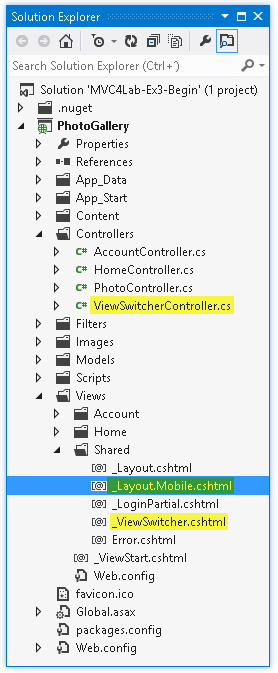 Solution Explorer
Search Solution Explorer (Ctrl+´)
Solution 'MVC4Lab-Ex3-Begin' (1 project)
.nuget
PhotoGallery
Properties
References
App_Data
App_Start
Content
Controllers
C# AccountController.cs
C# HomeController.cs
C# PhotoController.cs
C# ViewSwitcherController.cs
Filters
Images
Models
Scripts
Views
Account
Home
Shared
[@] _Layout.cshtml
[@] _Layout.Mobile.cshtml
[@] _LoginPartial.cshtml
[@] _ViewSwitcher.cshtml
[@] Error.cshtml
[@] _ViewStart.cshtml
Web.config
favicon.ico
Global.asax
packages.config
Web.config